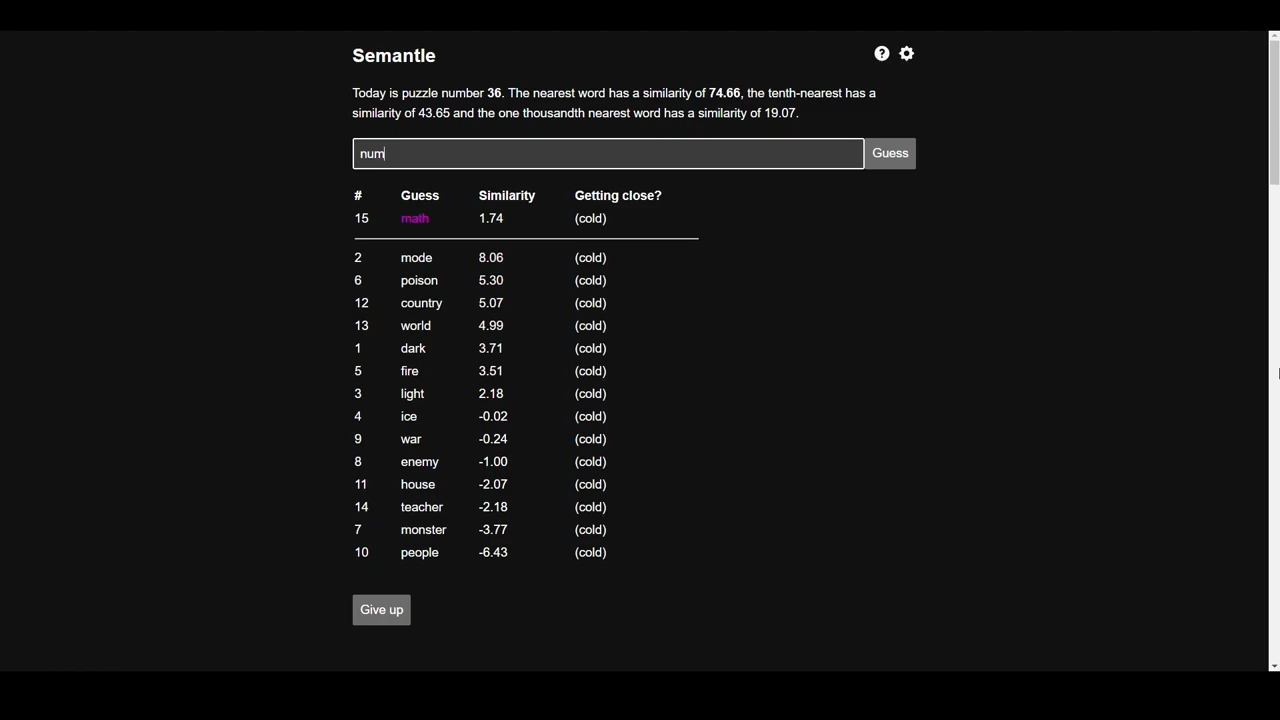 Semantle
Today is puzzle number 36. The nearest word has a similarity of 74.66, the tenth-nearest has a
similarity of 43.65 and the one thousandth nearest word has a similarity of 19.07.
num
Guess
# Guess Similarity Getting close?
15 math 1.74 (cold)
2 mode 8.06 (cold)
6 poison 5.30 (cold)
12 country 5.07 (cold)
13 world 4.99 (cold)
1 dark 3.71 (cold)
5 fire 3.51 (cold)
3 light 2.18 (cold)
4 ice -0.02 (cold)
9 war -0.24 (cold)
8 enemy -1.00 (cold)
11 house -2.07 (cold)
14 teacher -2.18 (cold)
7 monster -3.77 (cold)
10 people -6.43 (cold)
Give up